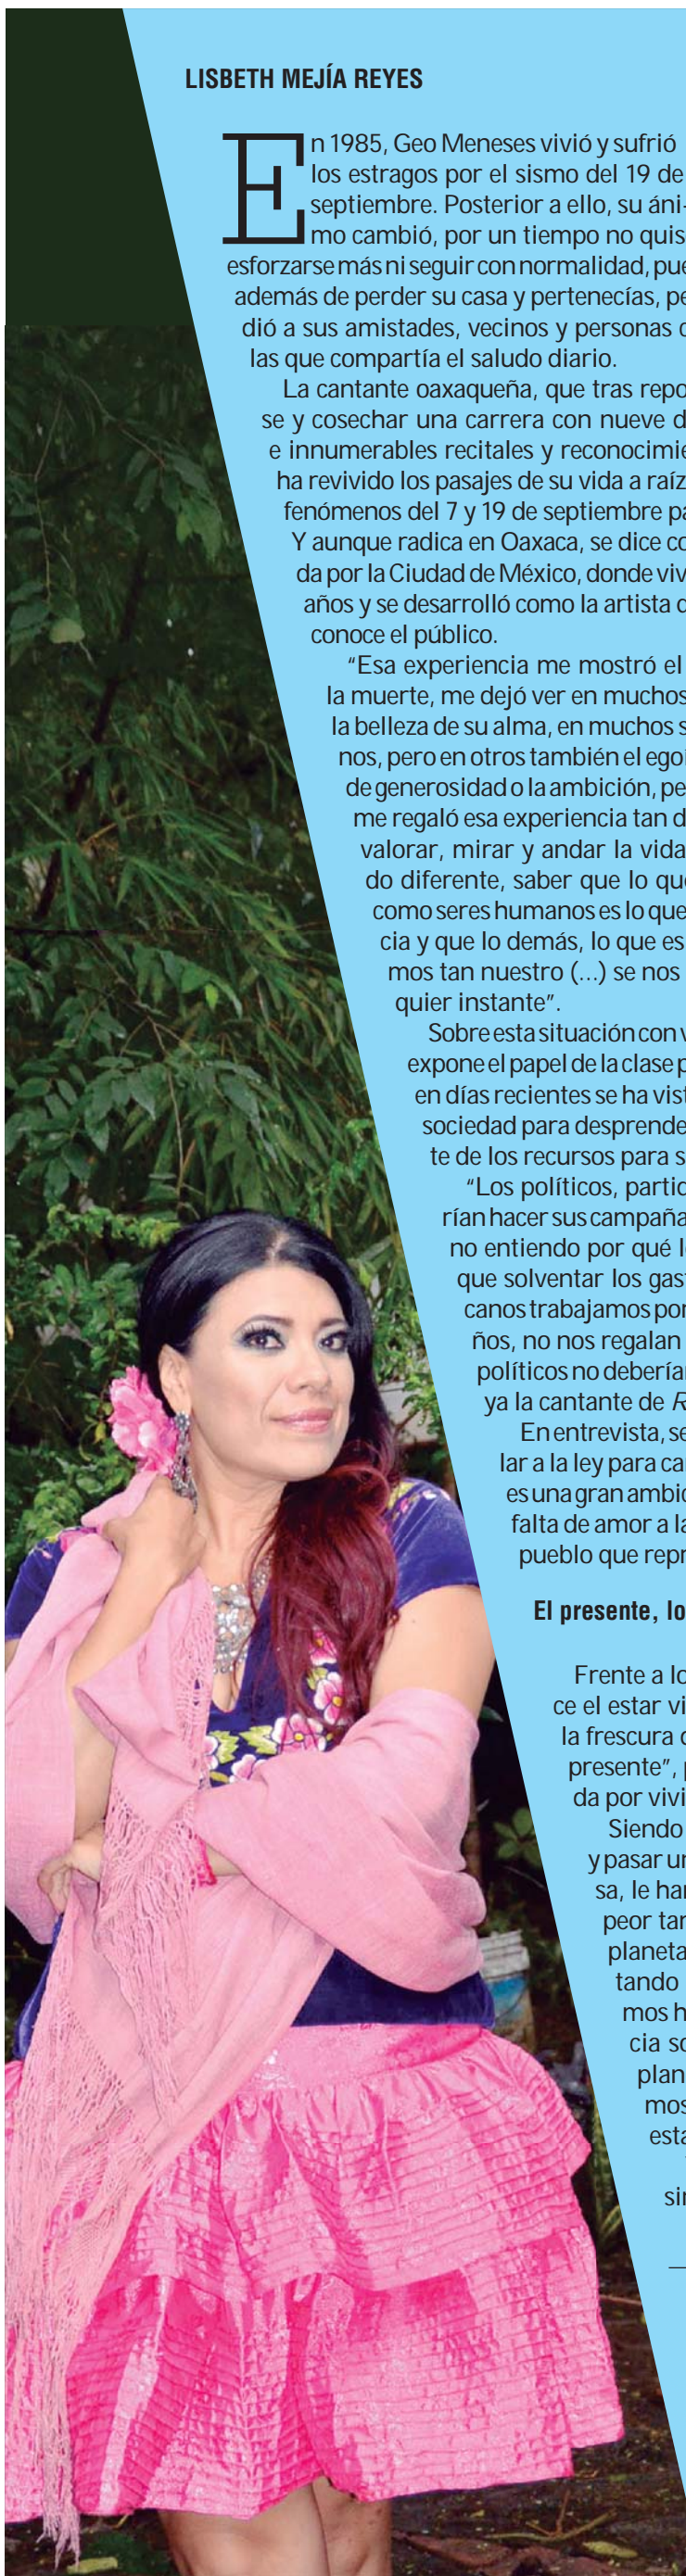 LISBETH MEJÍA REYES
En 1985, Geo Meneses vivió y sufrió
los estragos por el sismo del 19 de
septiembre. Posterior a ello, su áni-
mo cambió, por un tiempo no quis
esforzarse más ni seguir con normalidad, pue
además de perder su casa y pertenecías, pe
dió a sus amistades, vecinos y personas
las que compartía el saludo diario.
La cantante oaxaqueña, que tras repo
se y cosechar una carrera con nueve d
e innumerables recitales y reconocimie
ha revivido los pasajes de su vida a raíz
fenómenos del 7 y 19 de septiembre pa
Y aunque radica en Oaxaca, se dice co
da por la Ciudad de México, donde viv
años y se desarrolló como la artista
conoce el público.
“Esa experiencia me mostró el
la muerte, me dejó ver en muchos
la belleza de su alma, en muchos s
nos, pero en otros también el egoí
de generosidad o la ambición, pe
me regaló esa experiencia tan d
valorar, mirar y andar la vida
do diferente, saber que lo que
como seres humanos es lo que
cia y que lo demás, lo que es
mos tan nuestro (...) se nos
quier instante”.
Sobre esta situación con v
expone el papel de la clase p
en días recientes se ha vist
sociedad para desprende
te de los recursos para s
“Los políticos, partid
rían hacer sus campaña
no entiendo por qué l
que solventar los gast
canos trabajamos por
ños, no nos regalan
políticos no debería
ya la cantante de R
En entrevista, se
lar a la ley para ca
es una gran ambic
falta de amor a la
pueblo que repr
El presente, lo
Frente a lo
ce el estar vi
la frescura
presente”,
da por vivi
Siendo
y pasar un
sa, le ha
peor tar
planeta
tando
mos h
cia so
plan
mos
esta
sin